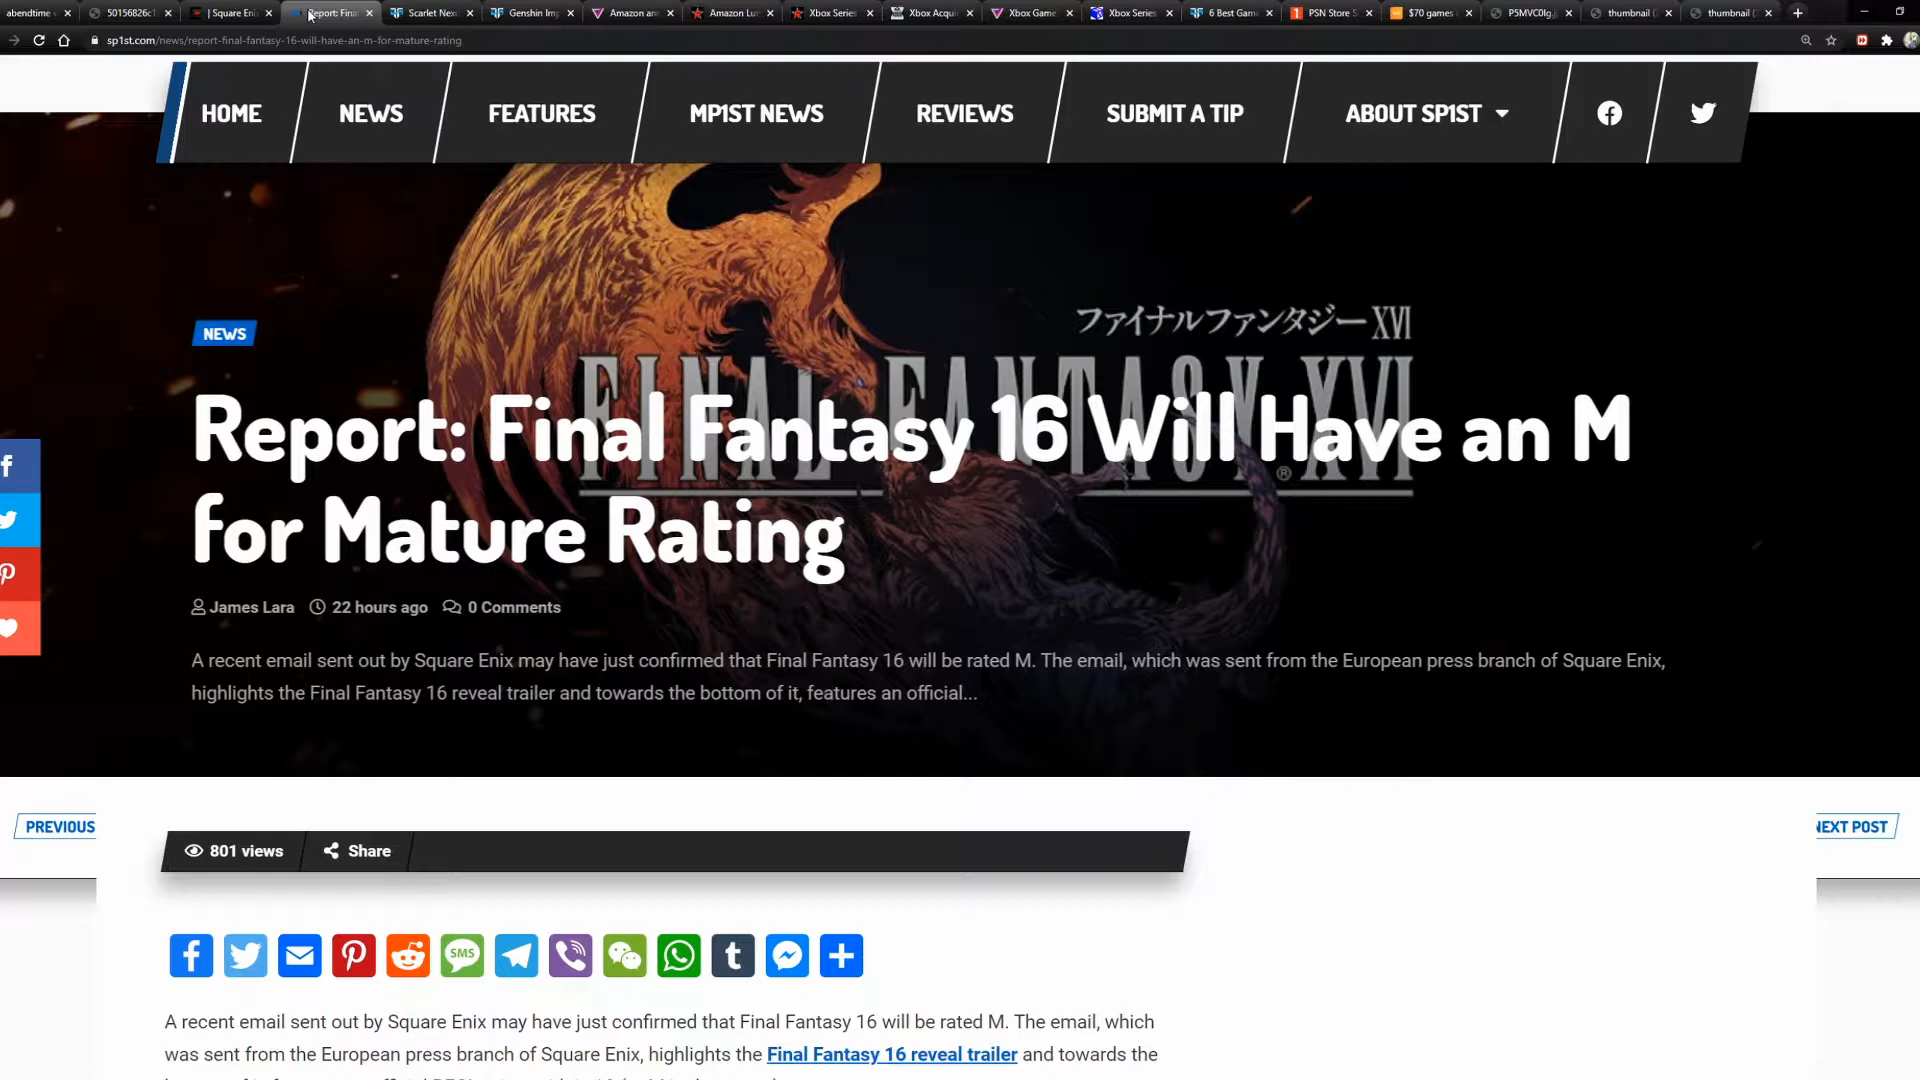 abendtime
50156826c1
| Square Eni
Report: Fina
Scarlet Nex
Genshin Imp
Amazon an
Amazon Lu
Xbox Series
Xbox Acqui
Xbox Game
Xbox Series
6 Best Gam
PSN Store S
$70 games
P5MVC0Ig.j
thumbnail (
thumbnail (
sp1st.com/news/report-final-fantasy-16-will-have-an-m-for-mature-rating
HOME
NEWS
FEATURES
MP1ST NEWS
REVIEWS
SUBMIT A TIP
ABOUT SP1ST
ファイナルファンタジーXVI
FINAL FANTASY XVI ®
NEWS
Report: Final Fantasy 16 Will Have an M
for Mature Rating
James Lara 22 hours ago 0 Comments
A recent email sent out by Square Enix may have just confirmed that Final Fantasy 16 will be rated M. The email, which was sent from the European press branch of Square Enix,
highlights the Final Fantasy 16 reveal trailer and towards the bottom of it, features an official...
PREVIOUS
NEXT POST
801 views
Share
SMS
A recent email sent out by Square Enix may have just confirmed that Final Fantasy 16 will be rated M. The email, which
was sent from the European press branch of Square Enix, highlights the Final Fantasy 16 reveal trailer and towards the